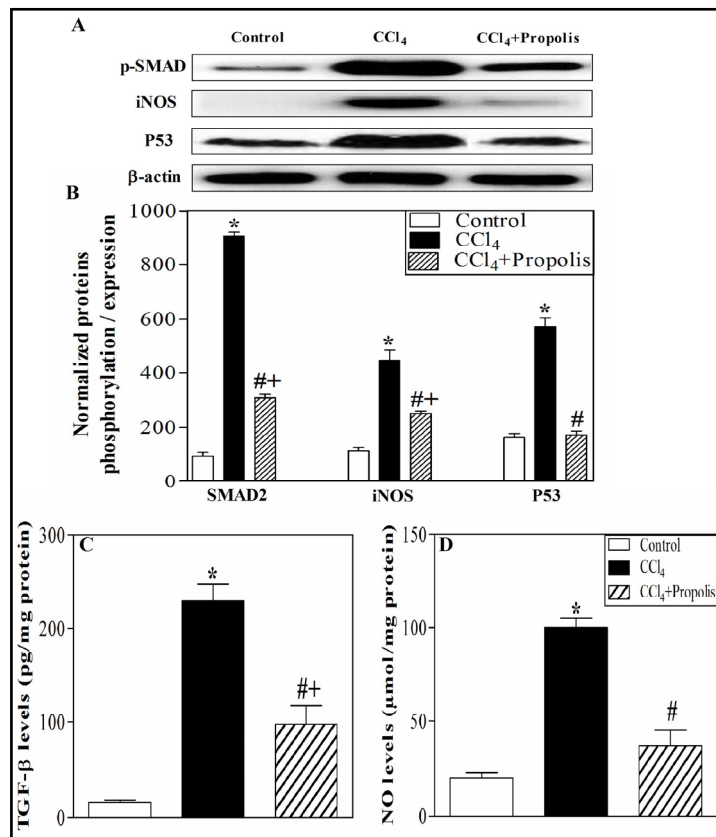 A
Control CCl₄ CCl₄+Propolis
p-SMAD
iNOS
P53
β-actin
B
Normalized proteins
phosphorylation / expression
1000
800
600
400
200
0
Control
CCl₄
CCl₄+Propolis
*
#+
*
#+
*
#
SMAD2 iNOS P53
C
TGF-β levels (pg/mg protein)
300
200
100
0
*
#+
D
NO levels (μmol/mg protein)
150
100
50
0
Control
CCl₄
CCl₄+Propolis
*
#